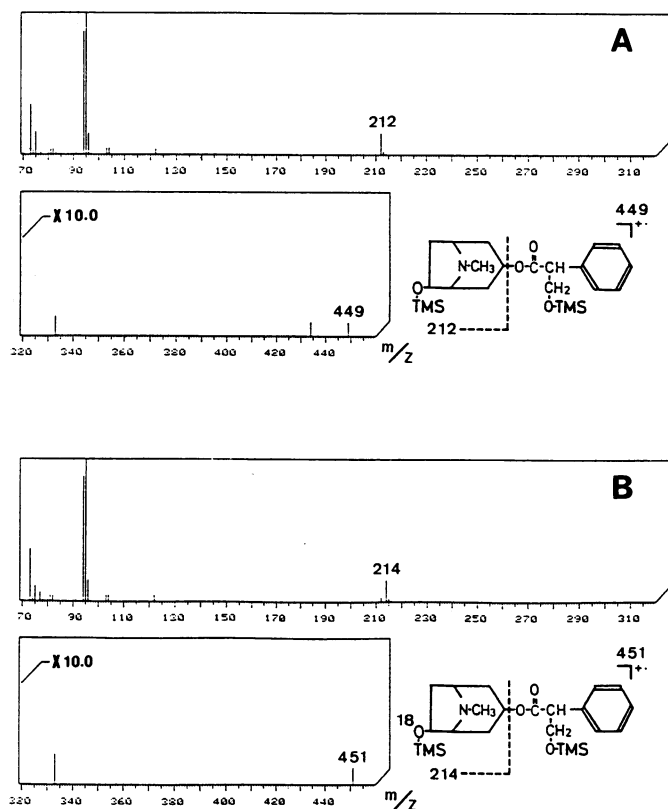 A
212
70 90 110 130 150 170 190 210 230 250 270 290 310
X 10.0
449
320 340 360 380 400 420 440
m/z
449
+·
O
N-CH₃
O-C-CH
CH₂
O
TMS
O-TMS
212
B
214
70 90 110 130 150 170 190 210 230 250 270 290 310
X 10.0
451
320 340 360 380 400 420 440
m/z
451
+·
O
N-CH₃
O-C-CH
CH₂
18O
TMS
O-TMS
214